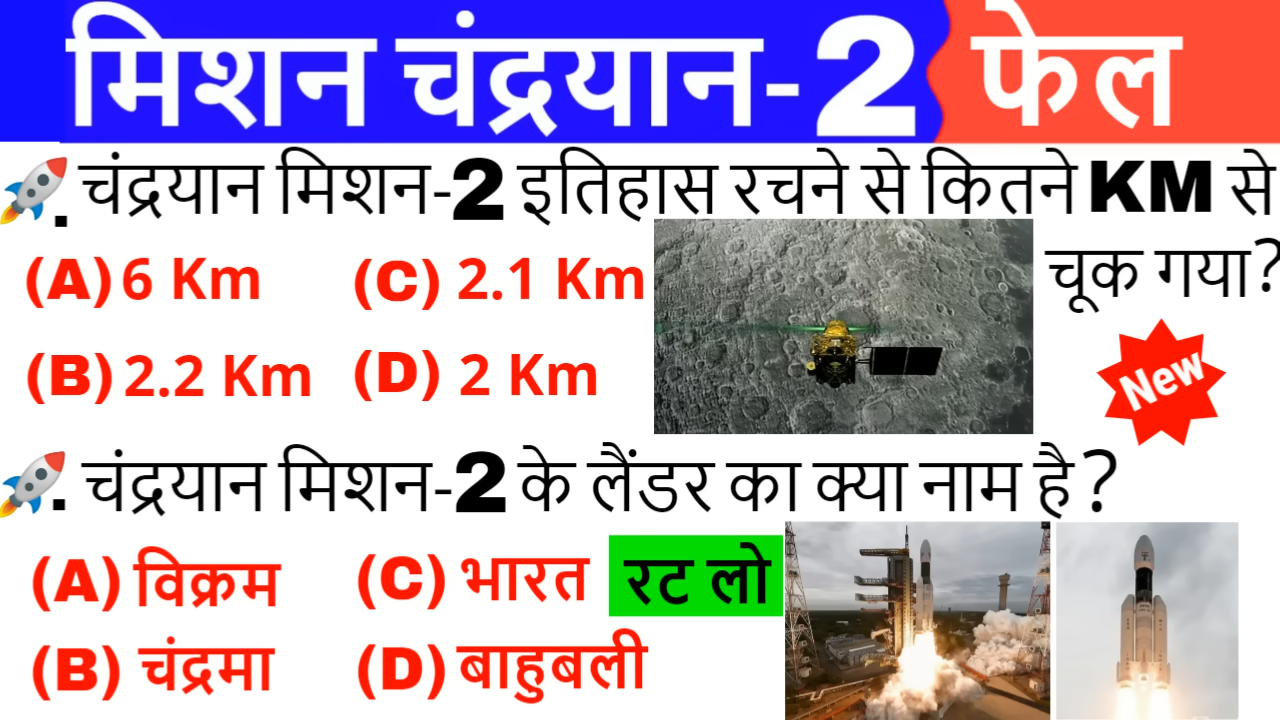 मिशन चंद्रयान-2 फेल
🚀. चंद्रयान मिशन-2 इतिहास रचने से कितने KM से
चूक गया?
(A) 6 Km (C) 2.1 Km
(B) 2.2 Km (D) 2 Km
New
🚀. चंद्रयान मिशन-2 के लैंडर का क्या नाम है?
(A) विक्रम (C) भारत
रट लो
(B) चंद्रमा (D) बाहुबली